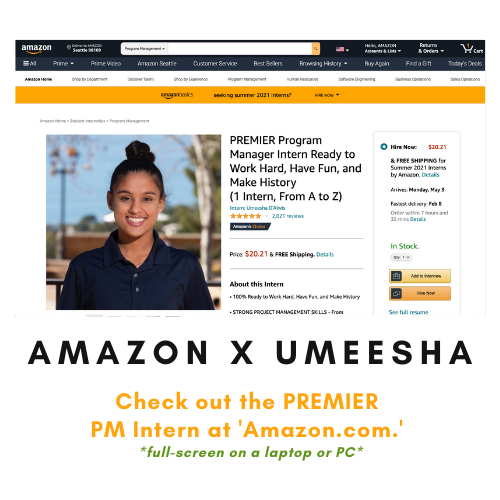 amazon
Deliver to AMAZON
Seattle 98109
Program Management
Hello, AMAZON
Accounts & Lists
Returns
& Orders
Cart
All Prime Prime Video Amazon Seattle Customer Service Best Sellers Browsing History Buy Again Find a Gift Today's Deals
Amazon Home Shop by Department Discover Talent Shop by Experience Program Management Human Resources Software Engineering Business Operations Sales Operations
amazonbasics seeking summer 2021 interns? HIRE NOW
Amazon Home > Student Internships > Program Management
PREMIER Program
Manager Intern Ready to
Work Hard, Have Fun, and
Make History
(1 Intern, From A to Z)
Intern: Umeesha D'Alwis
2,021 reviews
Amazon's Choice
Price: $20.21 & FREE Shipping. Details
About this Intern
• 100% Ready to Work Hard, Have Fun, and Make History
• STRONG PROJECT MANAGEMENT SKILLS - From
Hire Now: $20.21
& FREE SHIPPING for
Summer 2021 Interns
by Amazon. Details
Arrives: Monday, May 3
Fastest delivery: Feb 8
Order within 7 hours and
35 mins Details
In Stock.
Qty: 1
Add to Interview
Hire Now
See full resume
AMAZON X UMEESHA
Check out the PREMIER
PM Intern at 'Amazon.com.'
*full-screen on a laptop or PC*